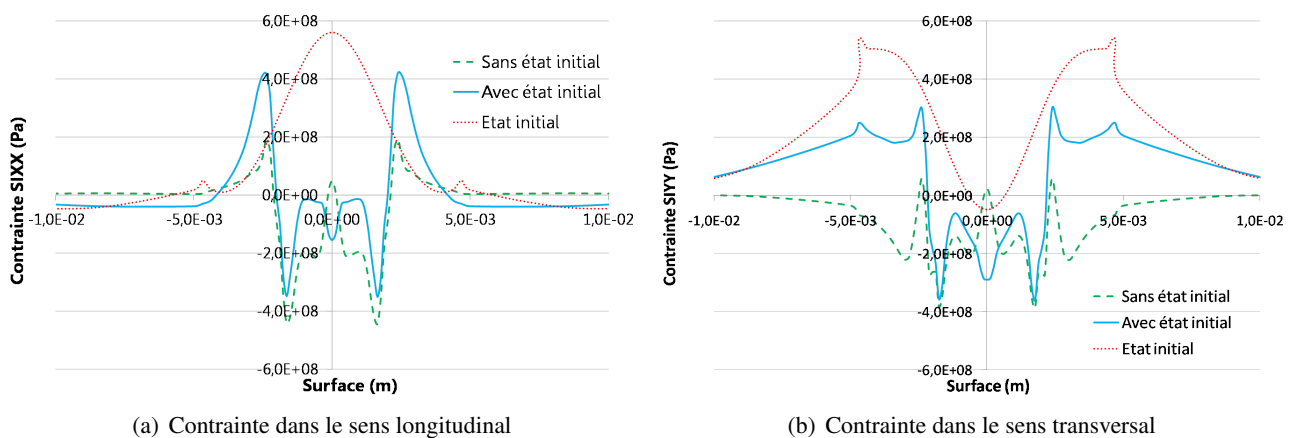 6,0E+08
4,0E+08
2,0E+08
0,0E+00
-2,0E+08
-4,0E+08
-6,0E+08
-1,0E-02
-5,0E-03
0,0E+00
5,0E-03
1,0E-02
Contrainte SIXX (Pa)
Surface (m)
Sans état initial
Avec état initial
Etat initial
(a) Contrainte dans le sens longitudinal
6,0E+08
4,0E+08
2,0E+08
0,0E+00
-2,0E+08
-4,0E+08
-6,0E+08
-1,0E-02
-5,0E-03
0,0E+00
5,0E-03
1,0E-02
Contrainte SIYY (Pa)
Surface (m)
Sans état initial
Avec état initial
Etat initial
(b) Contrainte dans le sens transversal